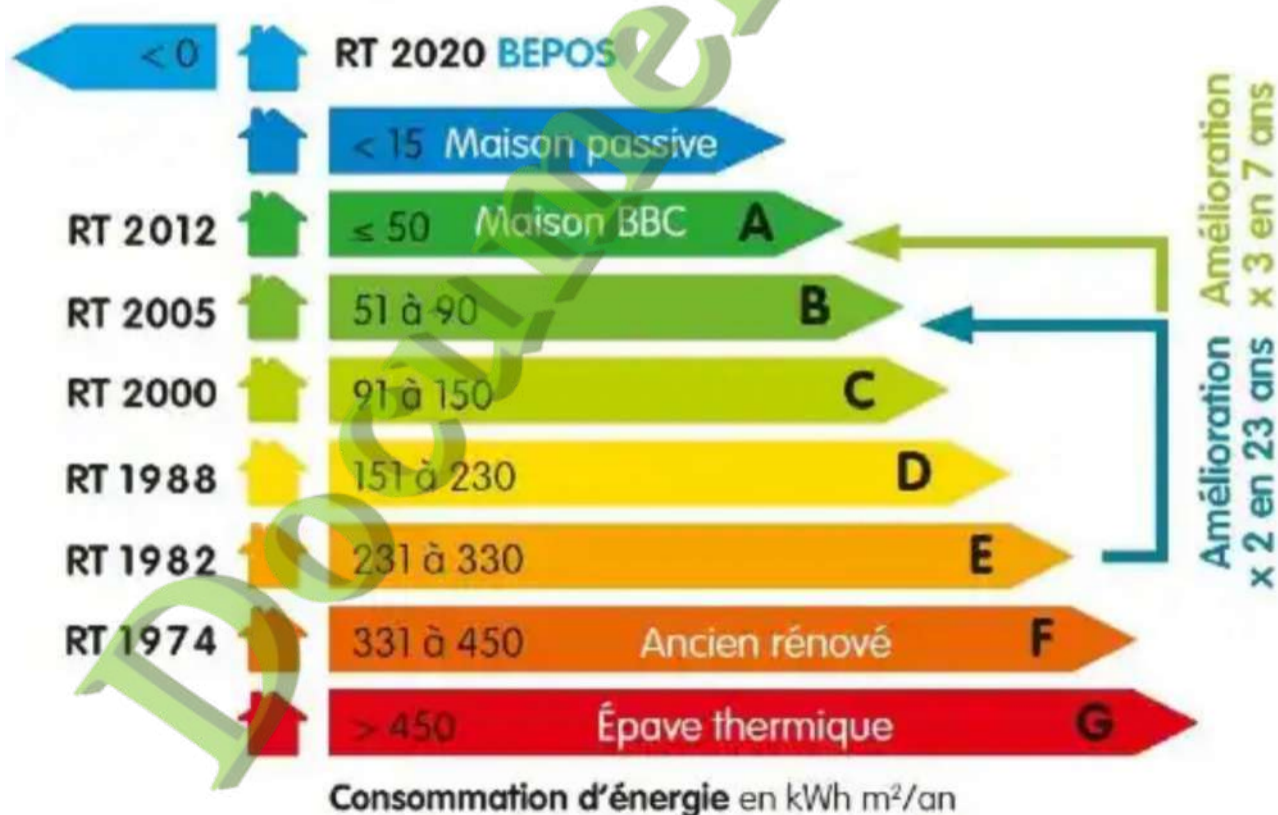 < 0 RT 2020 BEPOS
< 15 Maison passive
RT 2012 ≤ 50 Maison BBC A
RT 2005 51 à 90 B
RT 2000 91 à 150 C
RT 1988 151 à 230 D
RT 1982 231 à 330 E
RT 1974 331 à 450 Ancien rénové F
> 450 Épave thermique G
Consommation d'énergie en kWh m²/an
Amélioration
x 3 en 7 ans
Amélioration
x 2 en 23 ans